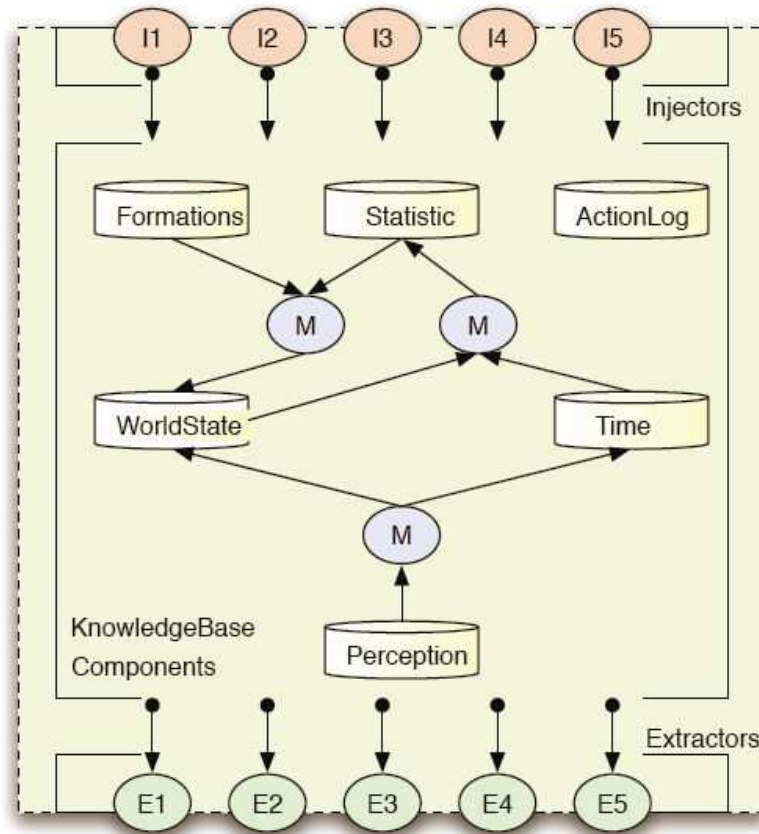 I1 I2 I3 I4 I5
Injectors
Formations Statistic ActionLog
M M
WorldState Time
M
KnowledgeBase
Components
Perception
Extractors
E1 E2 E3 E4 E5